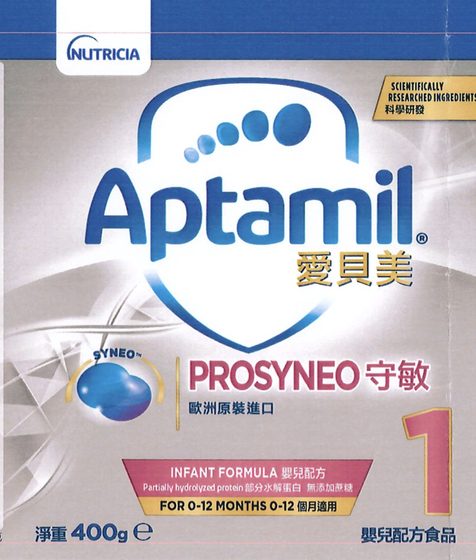 NUTRICIA
SCIENTIFICALLY
RESEARCHED INGREDIENTS
科學研發
Aptamil®
愛貝美
SYNEO™
PROSYNEO 守敏
歐洲原裝進口
1
INFANT FORMULA 嬰兒配方
Partially hydrolyzed protein 部分水解蛋白 無添加蔗糖
FOR 0-12 MONTHS 0-12 個月適用
淨重 400g ℮
嬰兒配方食品